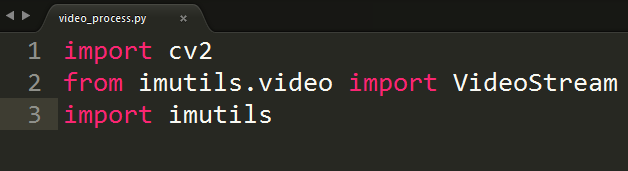 video_process.py
1 import cv2
2 from imutils.video import VideoStream
3 import imutils